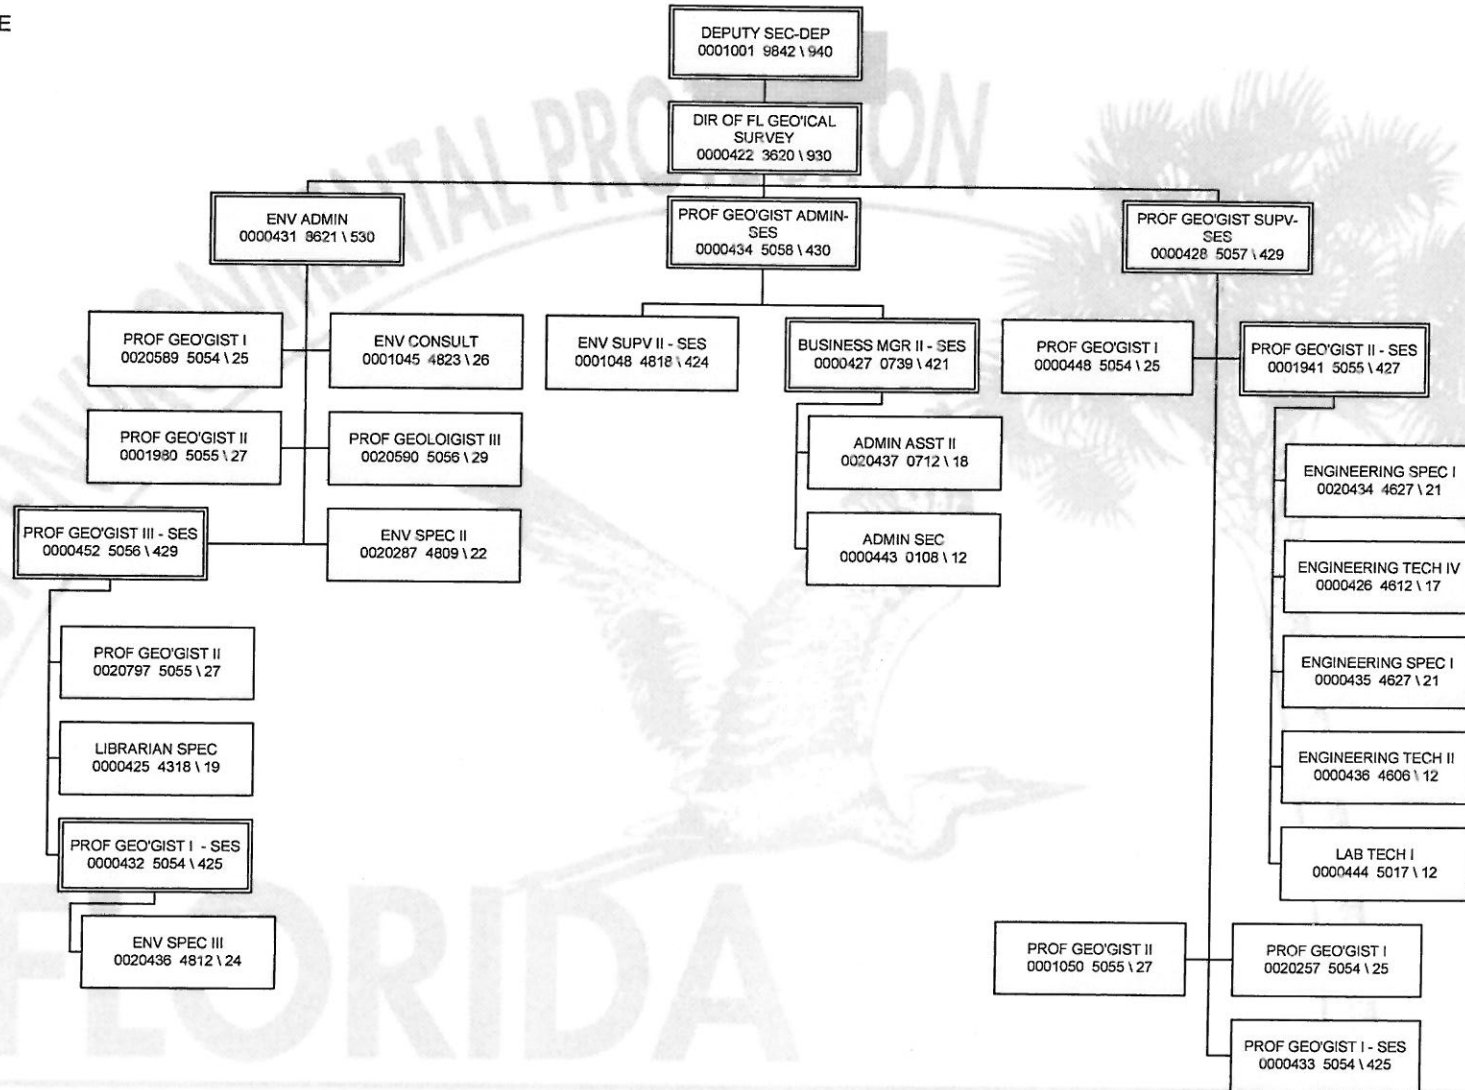 E
DEPUTY SEC-DEP
0001001 9842 \ 940
DIR OF FL GEO'ICAL
SURVEY
0000422 3620 \ 930
ENV ADMIN
0000431 8621 \ 530
PROF GEO'GIST ADMIN-
SES
0000434 5058 \ 430
PROF GEO'GIST SUPV-
SES
0000428 5057 \ 429
PROF GEO'GIST I
0020589 5054 \ 25
ENV CONSULT
0001045 4823 \ 26
ENV SUPV II - SES
0001048 4818 \ 424
BUSINESS MGR II - SES
0000427 0739 \ 421
PROF GEO'GIST I
0000448 5054 \ 25
PROF GEO'GIST II - SES
0001941 5055 \ 427
PROF GEO'GIST II
0001980 5055 \ 27
PROF GEOLOIGIST III
0020590 5056 \ 29
ADMIN ASST II
0020437 0712 \ 18
ENGINEERING SPEC I
0020434 4627 \ 21
PROF GEO'GIST III - SES
0000452 5056 \ 429
ENV SPEC II
0020287 4809 \ 22
ADMIN SEC
0000443 0108 \ 12
ENGINEERING TECH IV
0000426 4612 \ 17
PROF GEO'GIST II
0020797 5055 \ 27
ENGINEERING SPEC I
0000435 4627 \ 21
LIBRARIAN SPEC
0000425 4318 \ 19
ENGINEERING TECH II
0000436 4606 \ 12
PROF GEO'GIST I - SES
0000432 5054 \ 425
LAB TECH I
0000444 5017 \ 12
ENV SPEC III
0020436 4812 \ 24
PROF GEO'GIST II
0001050 5055 \ 27
PROF GEO'GIST I
0020257 5054 \ 25
PROF GEO'GIST I - SES
0000433 5054 \ 425
ENVIRONMENTAL PROTECTION
FLORIDA